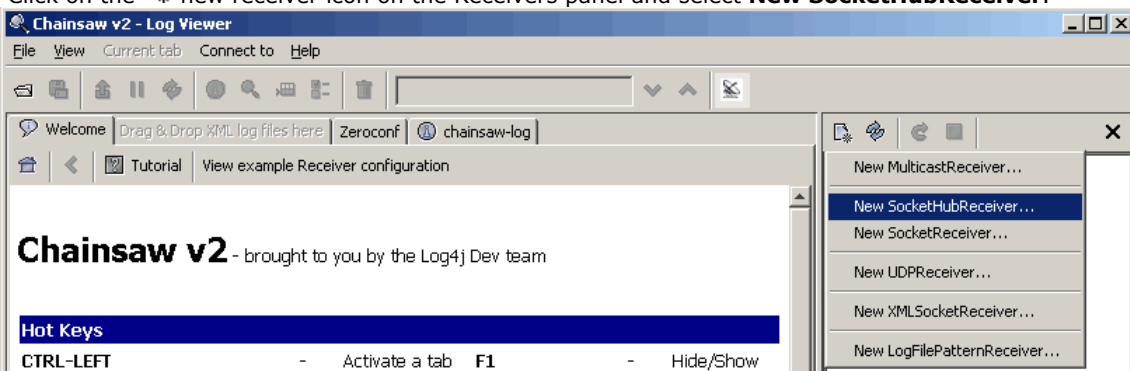 Click on the new receiver icon on the Receivers panel and select New SocketHubReceiver.
Chainsaw v2 - Log Viewer
File View Current tab Connect to Help
Welcome Drag & Drop XML log files here Zeroconf chainsaw-log
Tutorial View example Receiver configuration
New MulticastReceiver...
New SocketHubReceiver...
New SocketReceiver...
New UDPReceiver...
New XMLSocketReceiver...
New LogFilePatternReceiver...
Chainsaw v2 - brought to you by the Log4j Dev team
Hot Keys
CTRL-LEFT - Activate a tab F1 - Hide/Show